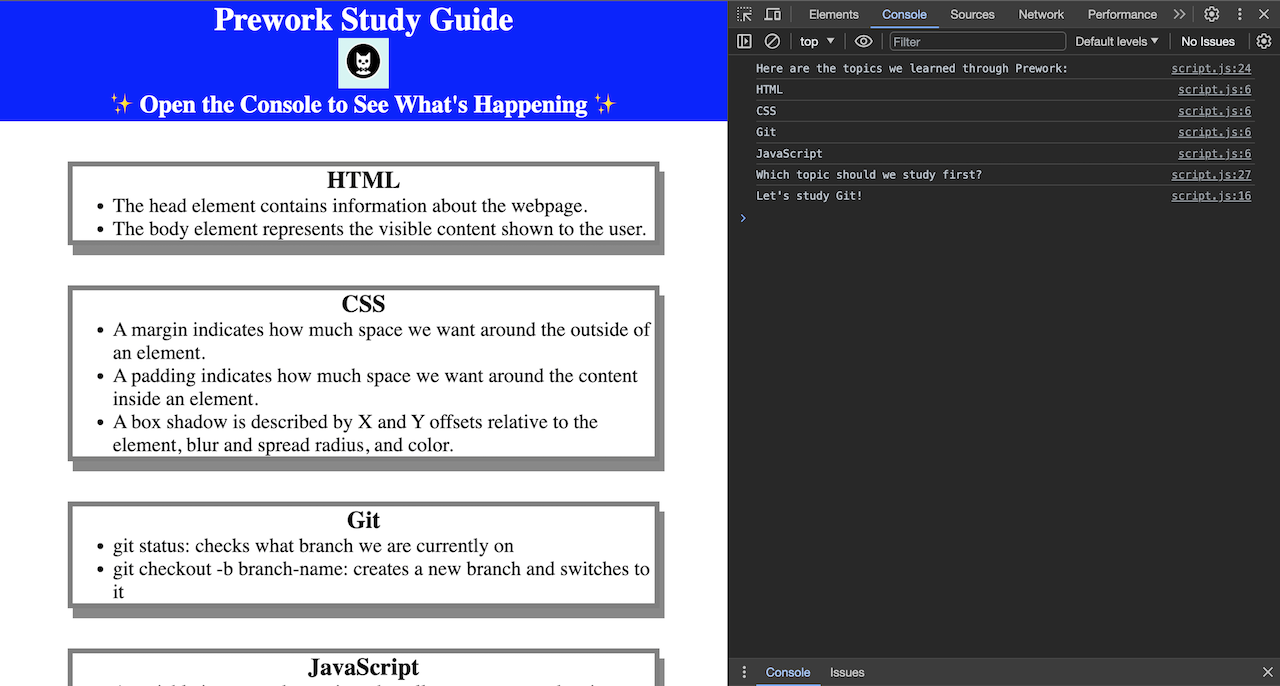 Prework Study Guide
✨ Open the Console to See What's Happening ✨
HTML
• The head element contains information about the webpage.
• The body element represents the visible content shown to the user.
CSS
• A margin indicates how much space we want around the outside of
an element.
• A padding indicates how much space we want around the content
inside an element.
• A box shadow is described by X and Y offsets relative to the
element, blur and spread radius, and color.
Git
• git status: checks what branch we are currently on
• git checkout -b branch-name: creates a new branch and switches to
it
JavaScript
Elements Console Sources Network Performance
top Filter Default levels No Issues
Here are the topics we learned through Prework: script.js:24
HTML script.js:6
CSS script.js:6
Git script.js:6
JavaScript script.js:6
Which topic should we study first? script.js:27
Let's study Git! script.js:16
Console Issues